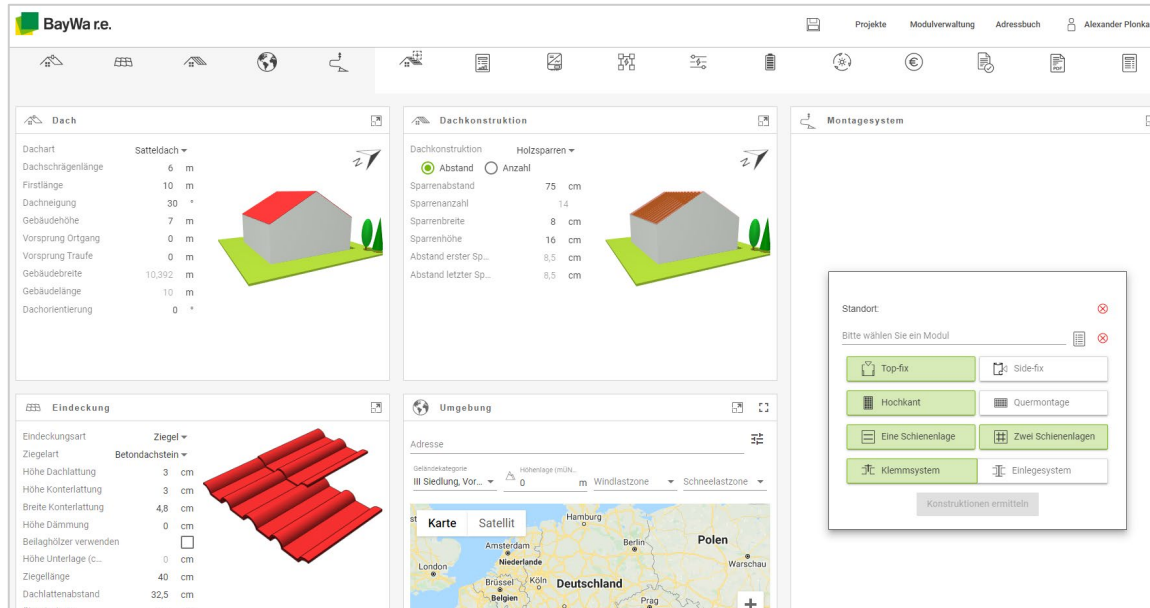 BayWa r.e.
Projekte Modulverwaltung Adressbuch Alexander Plonka
Dach
Dachart Satteldach
Dachschrägenlänge 6 m
Firstlänge 10 m
Dachneigung 30 °
Gebäudehöhe 7 m
Vorsprung Ortgang 0 m
Vorsprung Traufe 0 m
Gebäudebreite 10,392 m
Gebäudelänge 10 m
Dachorientierung 0 °
Z
Dachkonstruktion
Dachkonstruktion Holzsparren
Abstand Anzahl
Sparrenabstand 75 cm
Sparrenanzahl 14
Sparrenbreite 8 cm
Sparrenhöhe 16 cm
Abstand erster Sp... 8,5 cm
Abstand letzter Sp... 8,5 cm
Z
Montagesystem
Standort:
Bitte wählen Sie ein Modul
Top-fix Side-fix
Hochkant Quermontage
Eine Schienenlage Zwei Schienenlagen
Klemmsystem Einlegesystem
Konstruktionen ermitteln
Eindeckung
Eindeckungsart Ziegel
Ziegelart Betondachstein
Höhe Dachlattung 3 cm
Höhe Konterlattung 3 cm
Breite Konterlattung 4,8 cm
Höhe Dämmung 0 cm
Beilaghölzer verwenden
Höhe Unterlage (c... 0 cm
Ziegellänge 40 cm
Dachlattenabstand 32,5 cm
Umgebung
Adresse
Geländekategorie Höhenlage (müN...
III Siedlung, Vor... 0 m Windlastzone Schneelastzone
Karte Satellit
Hamburg
Amsterdam Berlin Polen
London Niederlande Warschau
Brüssel Köln Deutschland
Belgien Prag
+
PDF